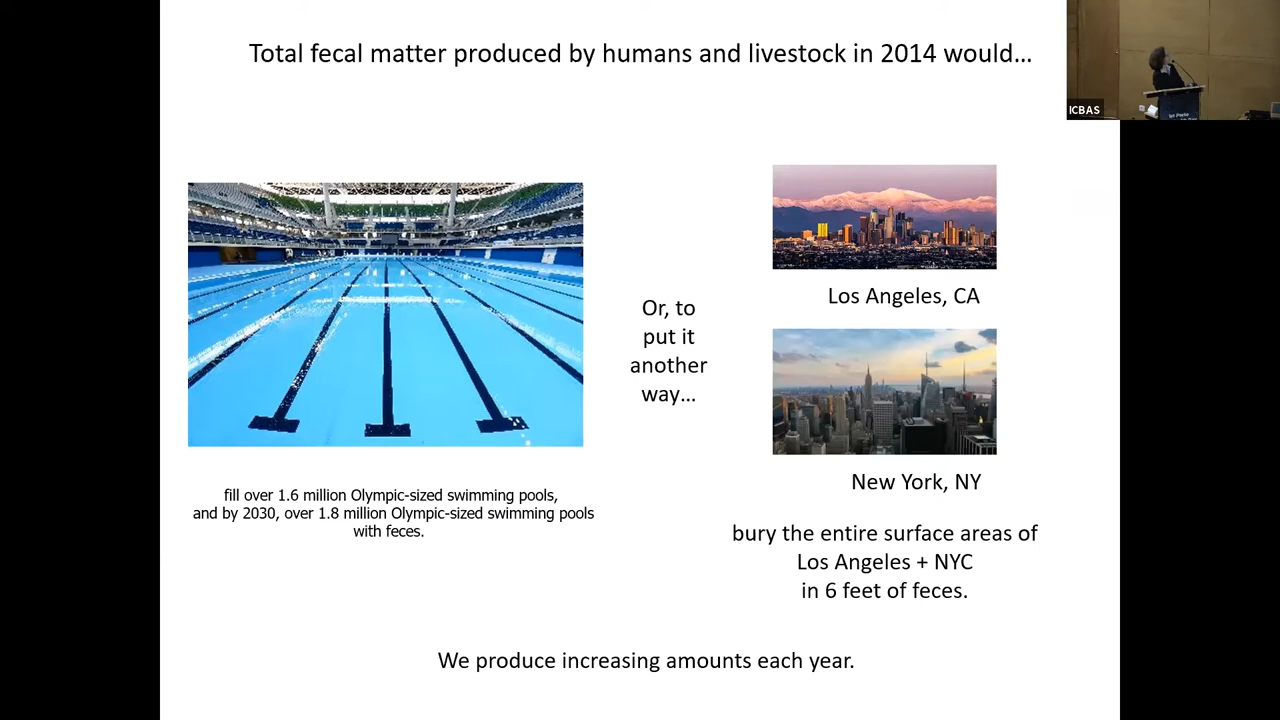 Total fecal matter produced by humans and livestock in 2014 would…
ICBAS
Or, to
put it
another
way…
Los Angeles, CA
New York, NY
fill over 1.6 million Olympic-sized swimming pools,
and by 2030, over 1.8 million Olympic-sized swimming pools
with feces.
bury the entire surface areas of
Los Angeles + NYC
in 6 feet of feces.
We produce increasing amounts each year.